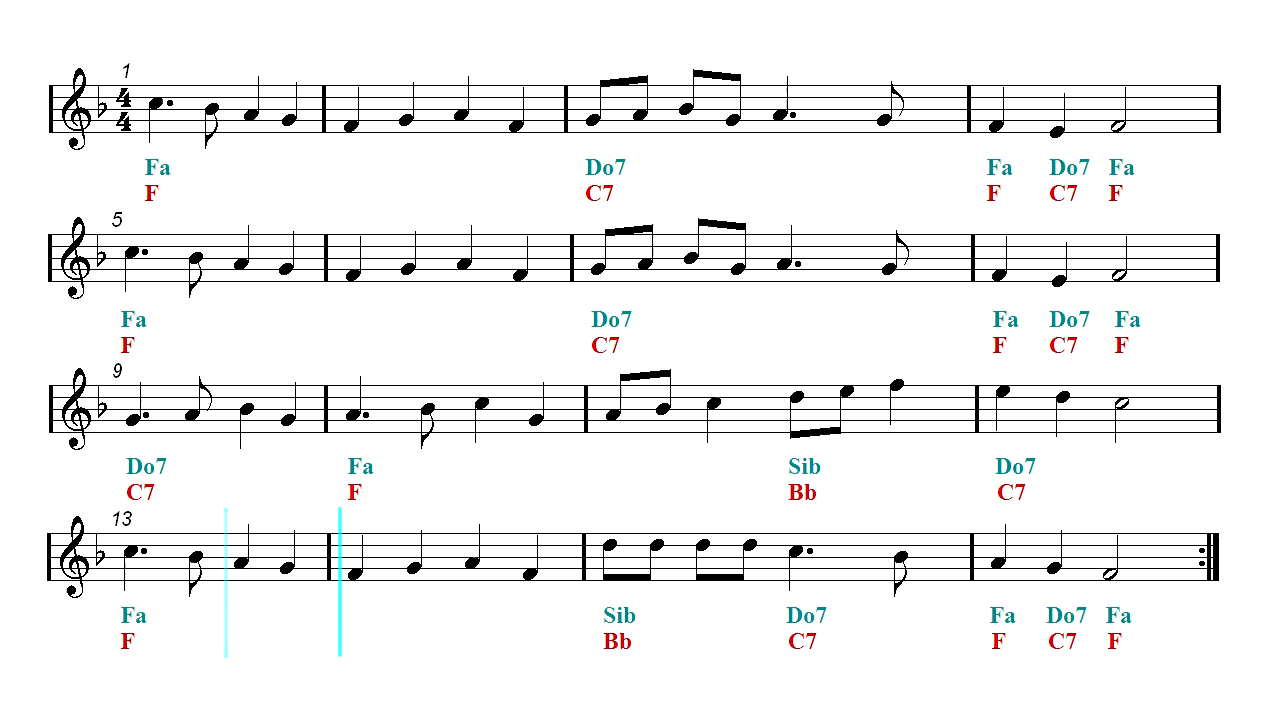 1
4
4
Fa Do7 Fa Do7 Fa
F C7 F C7 F
5
Fa Do7 Fa Do7 Fa
F C7 F C7 F
9
Do7 Fa Sib Do7
C7 F Bb C7
13
Fa Sib Do7 Fa Do7 Fa
F Bb C7 F C7 F